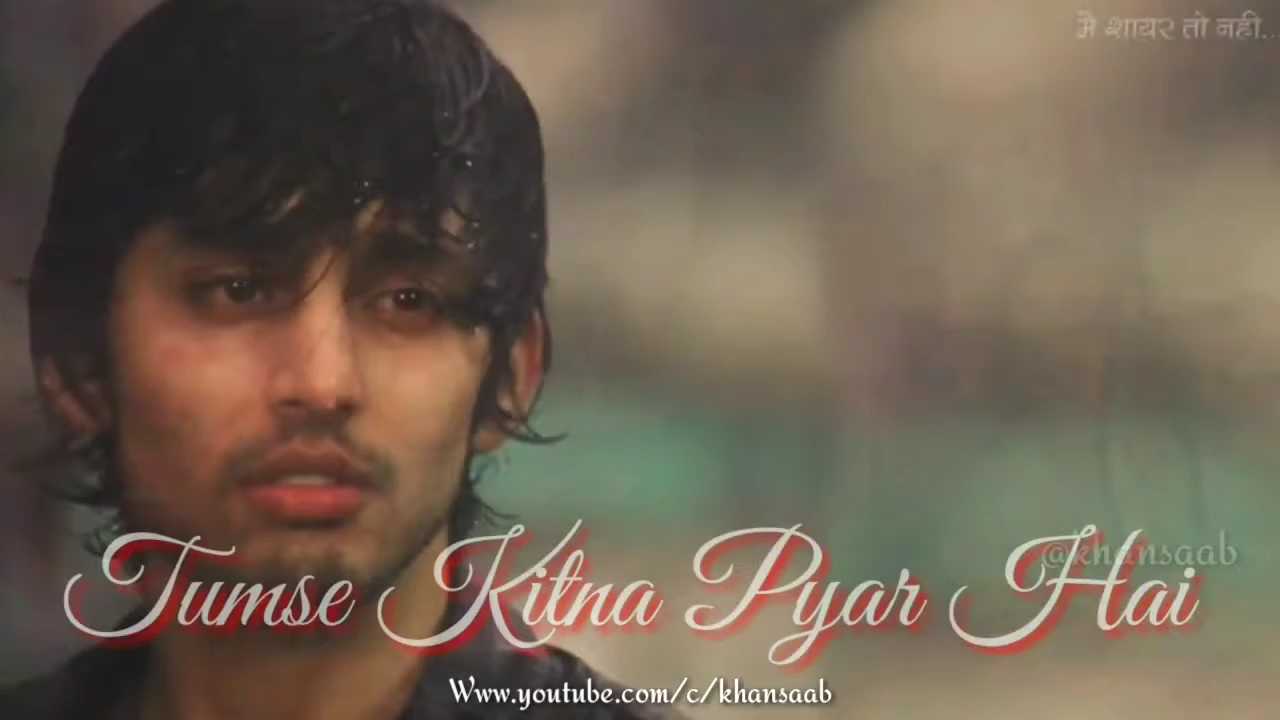 मै शायर तो नही..
@khansaab
Tumse Kitna Pyar Hai
Www.youtube.com/c/khansaab